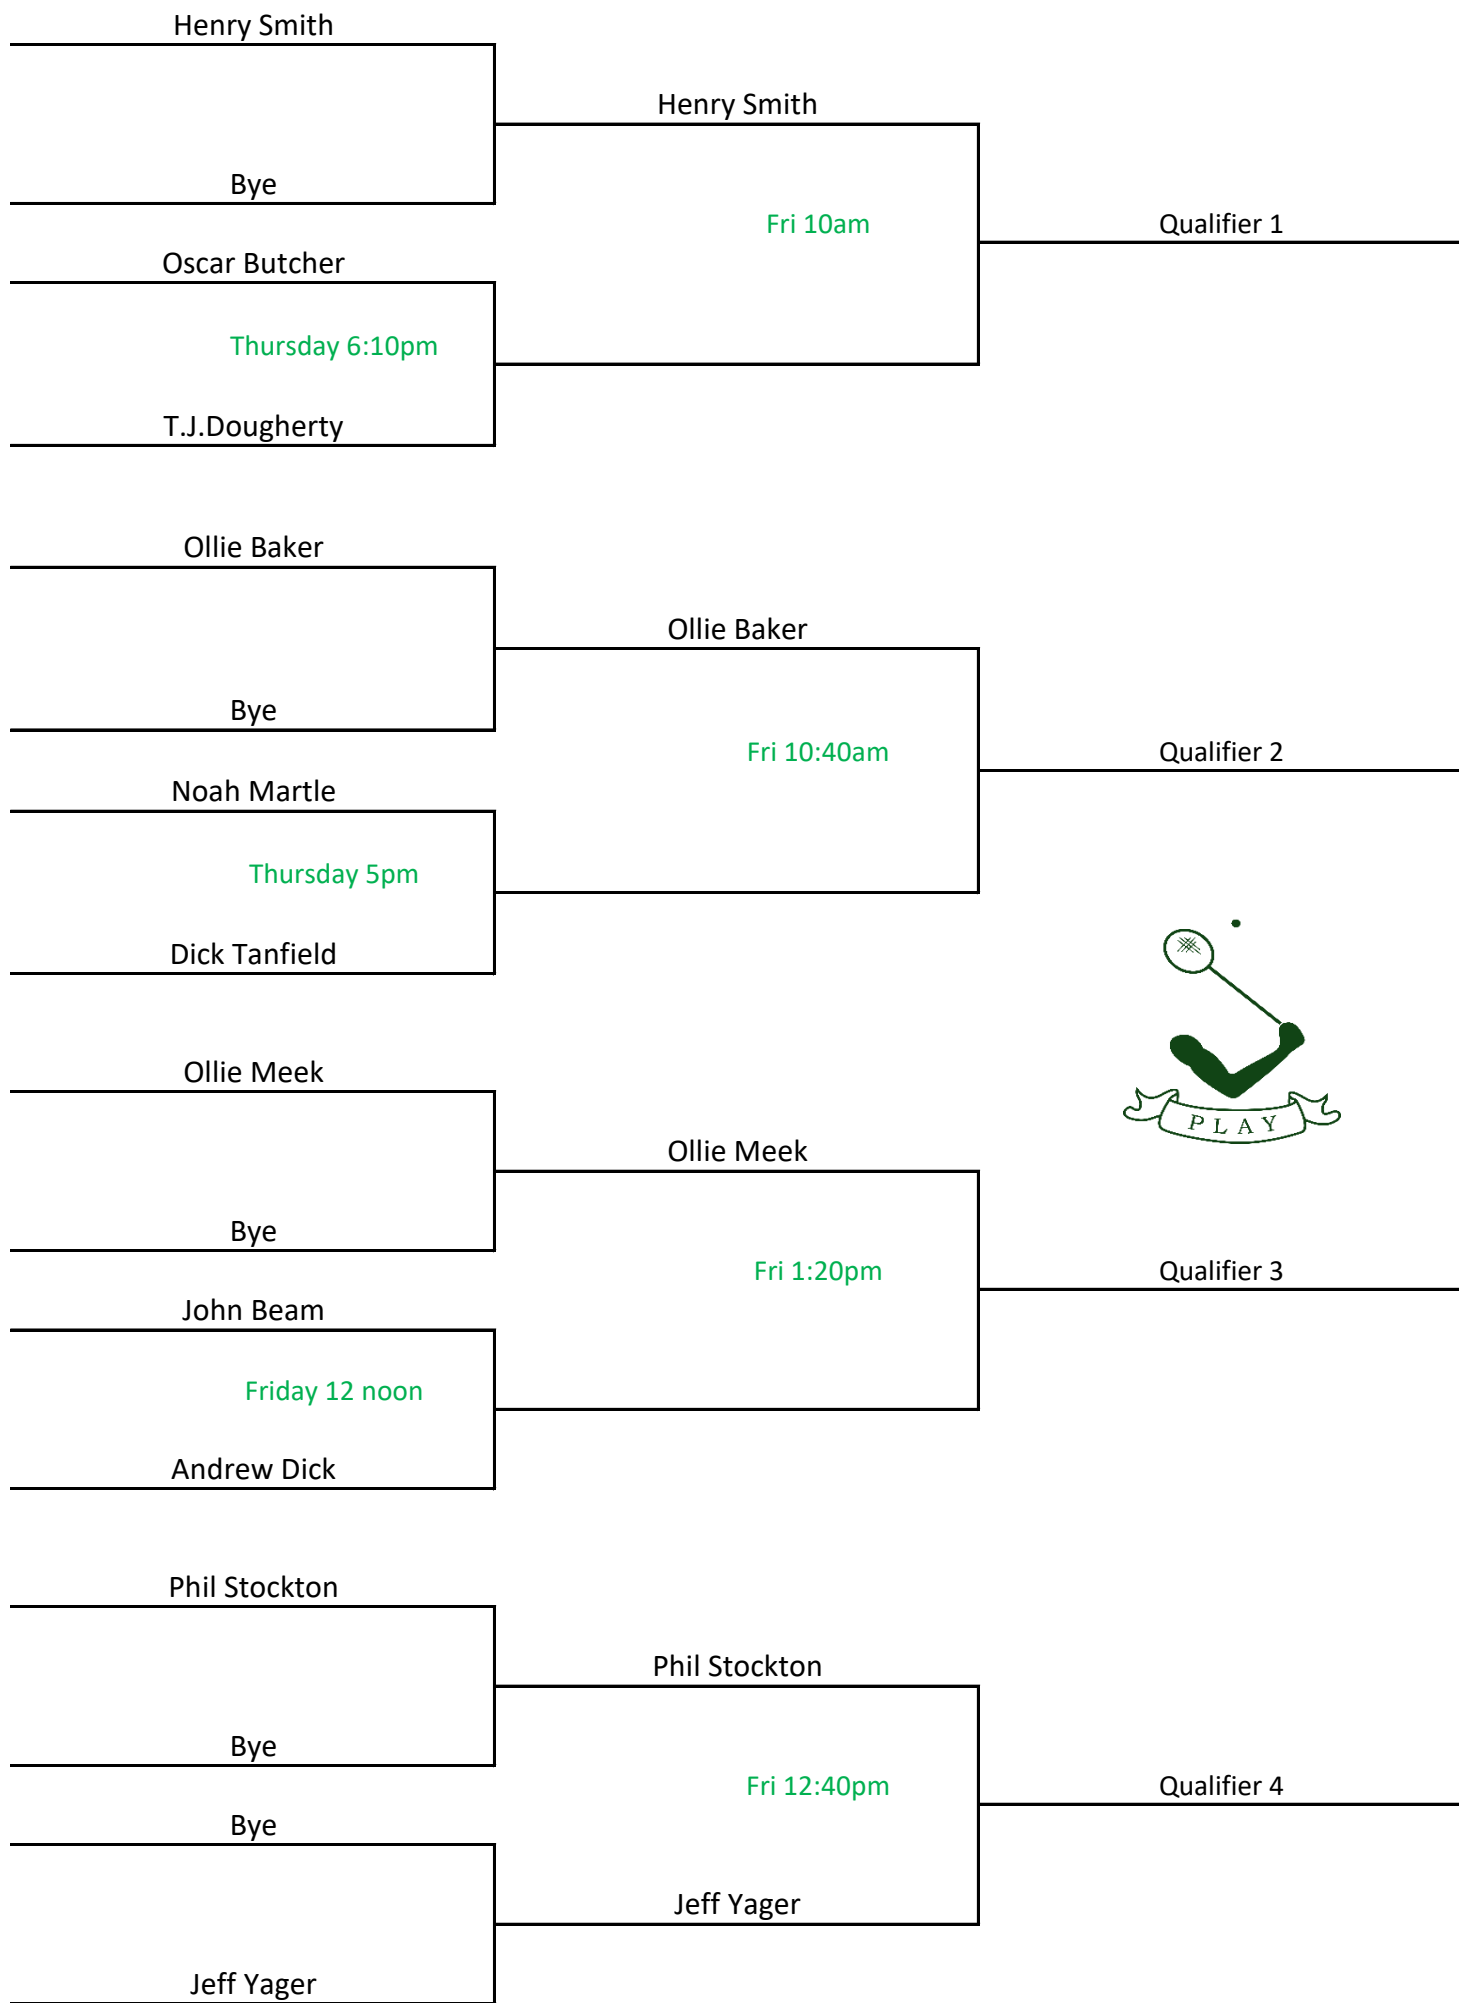 Henry Smith
Henry Smith
Bye
Fri 10am
Qualifier 1
Oscar Butcher
Thursday 6:10pm
T.J.Dougherty
Ollie Baker
Ollie Baker
Bye
Fri 10:40am
Qualifier 2
Noah Martle
Thursday 5pm
Dick Tanfield
Ollie Meek
PLAY
Ollie Meek
Bye
Fri 1:20pm
Qualifier 3
John Beam
Friday 12 noon
Andrew Dick
Phil Stockton
Phil Stockton
Bye
Fri 12:40pm
Qualifier 4
Bye
Jeff Yager
Jeff Yager